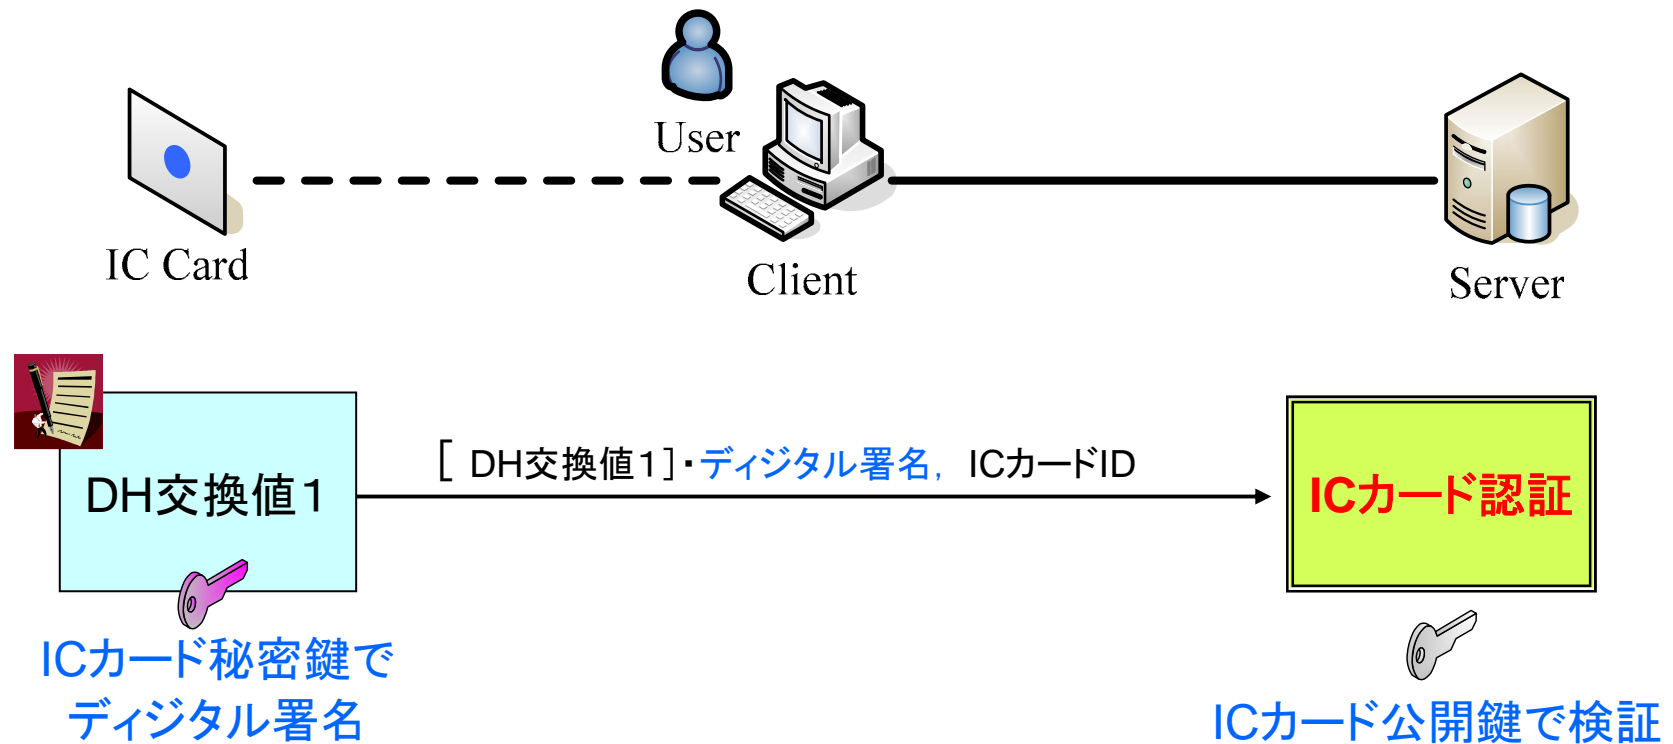 User
IC Card
Client
Server
DH交換値1
[ DH交換値1]・ディジタル署名, ICカードID
ICカード認証
ICカード秘密鍵で
ディジタル署名
ICカード公開鍵で検証